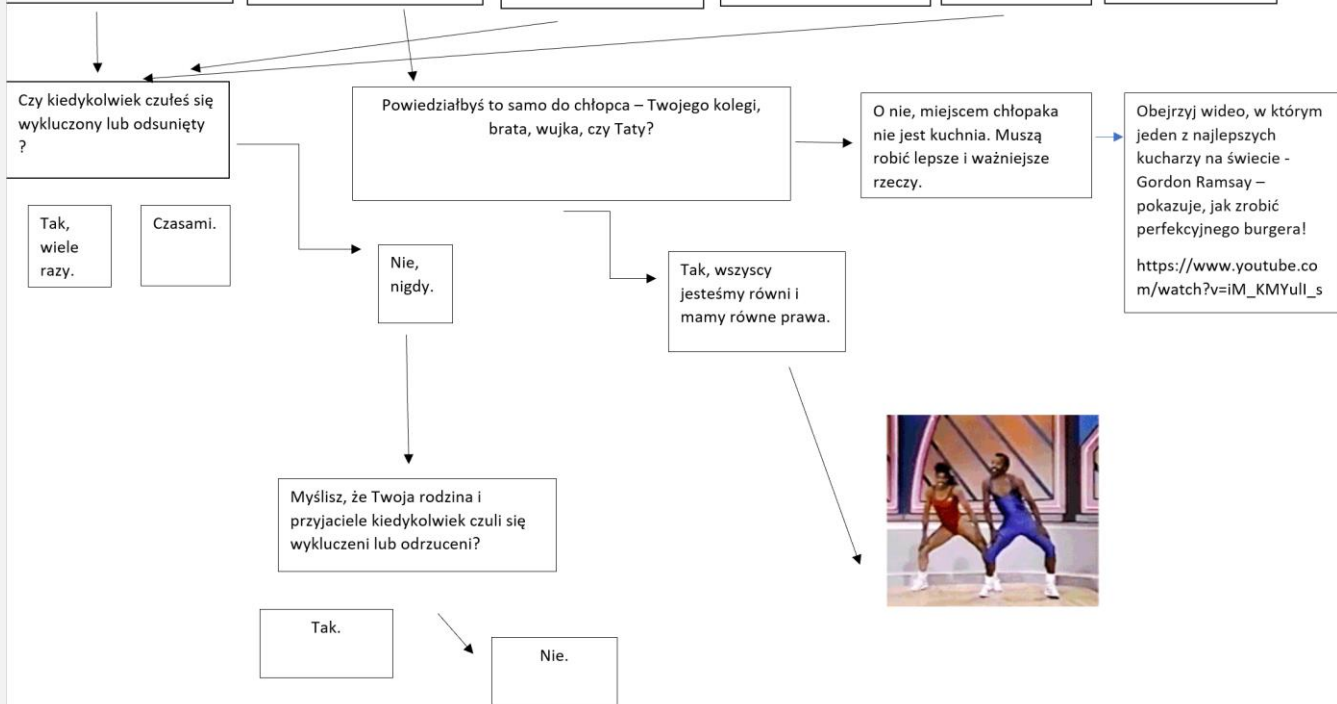 Czy kiedykolwiek czułeś się
wykluczony lub odsunięty
?
Powiedziałbyś to samo do chłopca – Twojego kolegi,
brata, wujka, czy Taty?
O nie, miejscem chłopaka
nie jest kuchnia. Muszą
robić lepsze i ważniejsze
rzeczy.
Obejrzyj wideo, w którym
jeden z najlepszych
kucharzy na świecie -
Gordon Ramsay –
pokazuje, jak zrobić
perfekcyjnego burgera!
https://www.youtube.co
m/watch?v=iM_KMYulI_s
Tak,
wiele
razy.
Czasami.
Nie,
nigdy.
Tak, wszyscy
jesteśmy równi i
mamy równe prawa.
Myślisz, że Twoja rodzina i
przyjaciele kiedykolwiek czuli się
wykluczeni lub odrzuceni?
Tak.
Nie.